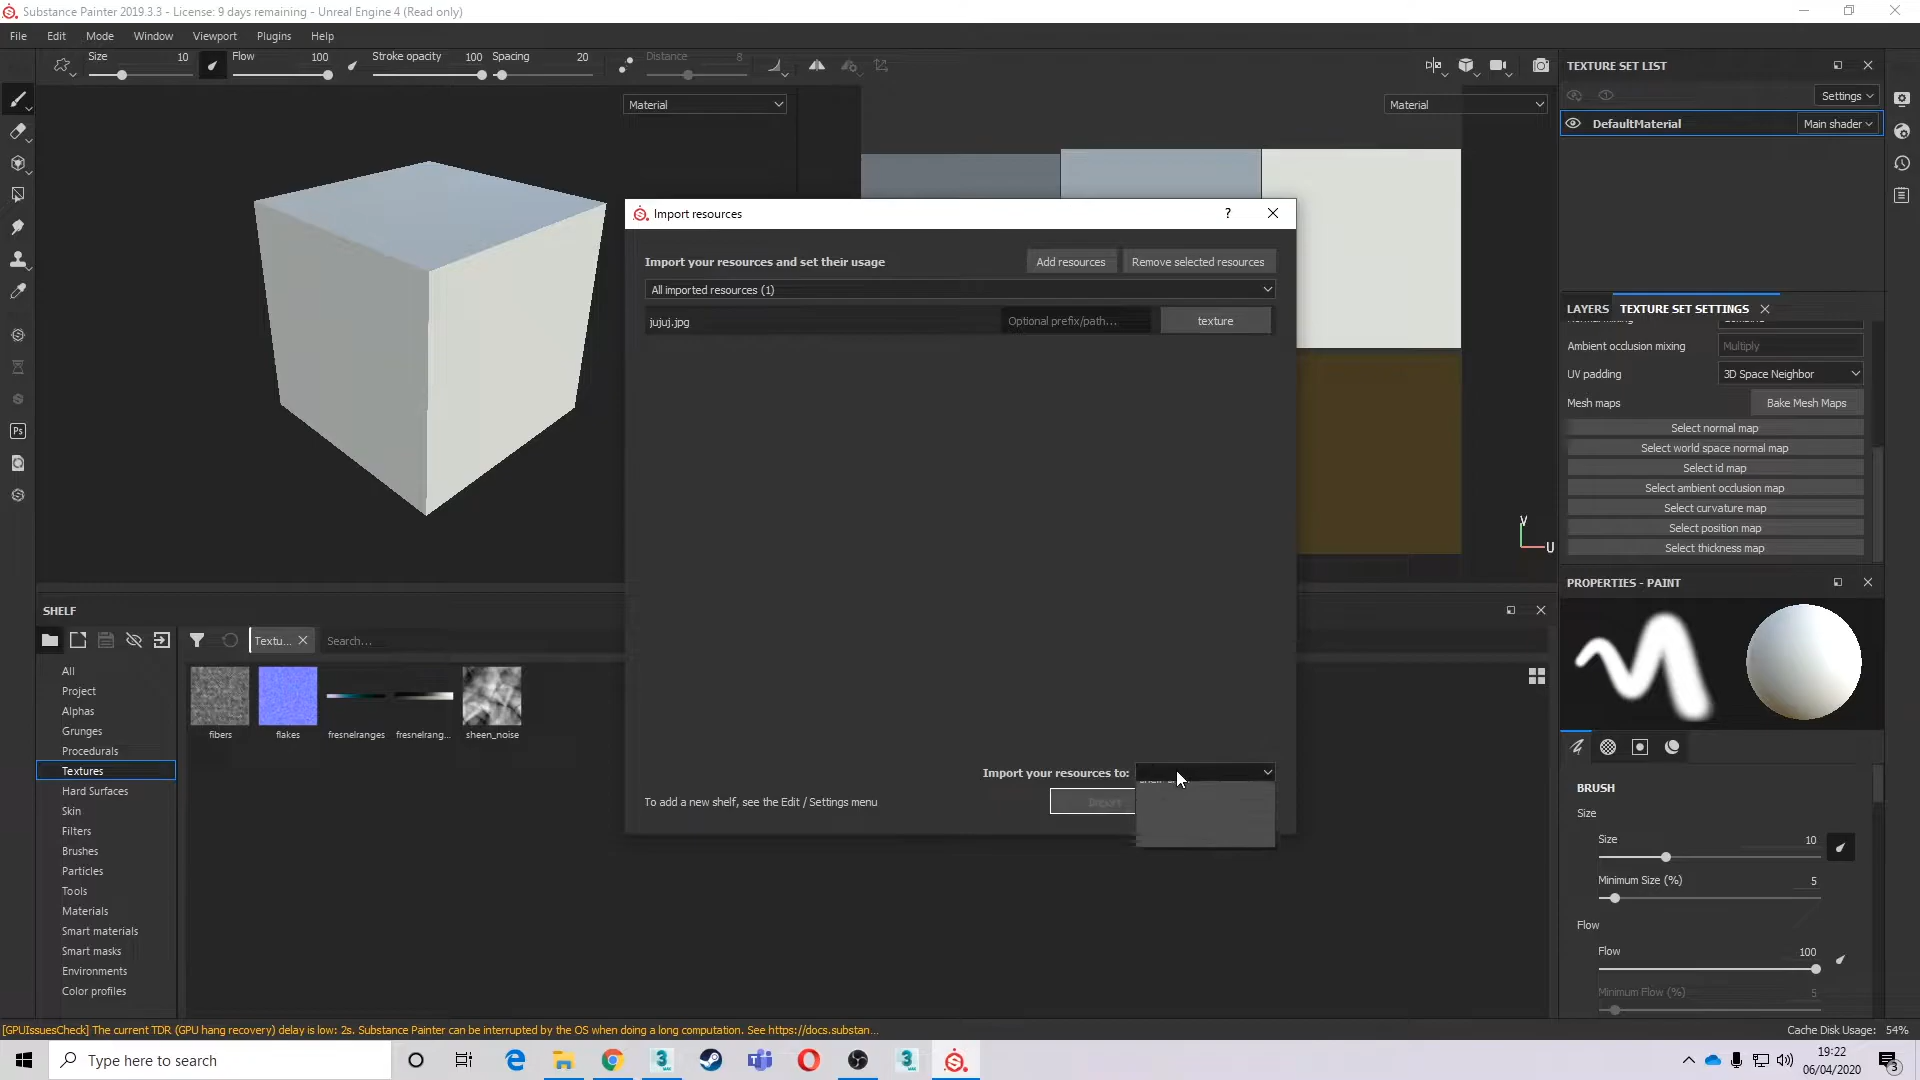 Substance Painter 2019.3.3 - License: 9 days remaining - Unreal Engine 4 (Read only)
File Edit Mode Window Viewport Plugins Help
Size 10 Flow 100 Stroke opacity 100 Spacing 20 Distance 8
Material
Material
TEXTURE SET LIST
Settings
DefaultMaterial
Main shader
LAYERS TEXTURE SET SETTINGS
Ambient occlusion mixing Multiply
UV padding 3D Space Neighbor
Mesh maps Bake Mesh Maps
Select normal map
Select world space normal map
Select id map
Select ambient occlusion map
Select curvature map
Select position map
Select thickness map
V
U
Import resources
?
Import your resources and set their usage
Add resources
Remove selected resources
All imported resources (1)
jujuj.jpg
Optional prefix/path...
texture
Import your resources to:
To add a new shelf, see the Edit / Settings menu
Import
SHELF
Textu...
Search...
All
Project
Alphas
Grunges
Procedurals
Textures
Hard Surfaces
Skin
Filters
Brushes
Particles
Tools
Materials
Smart materials
Smart masks
Environments
Color profiles
fibers
flakes
fresnelranges
fresnelrang...
sheen_noise
Ps
PROPERTIES - PAINT
BRUSH
Size
Size 10
Minimum Size (%) 5
Flow
Flow 100
Minimum Flow (%) 5
[GPUIssuesCheck] The current TDR (GPU hang recovery) delay is low: 2s. Substance Painter can be interrupted by the OS when doing a long computation. See https://docs.substan...
Cache Disk Usage: 54%
Type here to search
19:22
06/04/2020
3